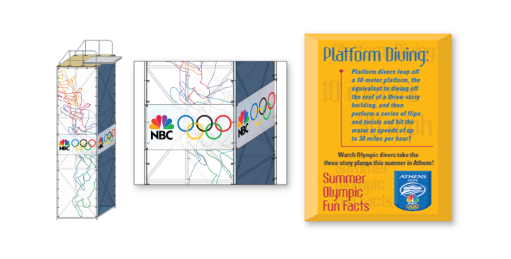 NBC
NBC
Platform Diving:
Platform divers leap off
a 10-meter platform, the
equivalent to diving off
the roof of a three-story
building, and then
perform a series of flips
and twists and hit the
water at speeds of up
to 30 miles per hour!
Watch Olympic divers take the
three-story plunge this summer in Athens!
Summer
Olympic
Fun Facts
ATHENS